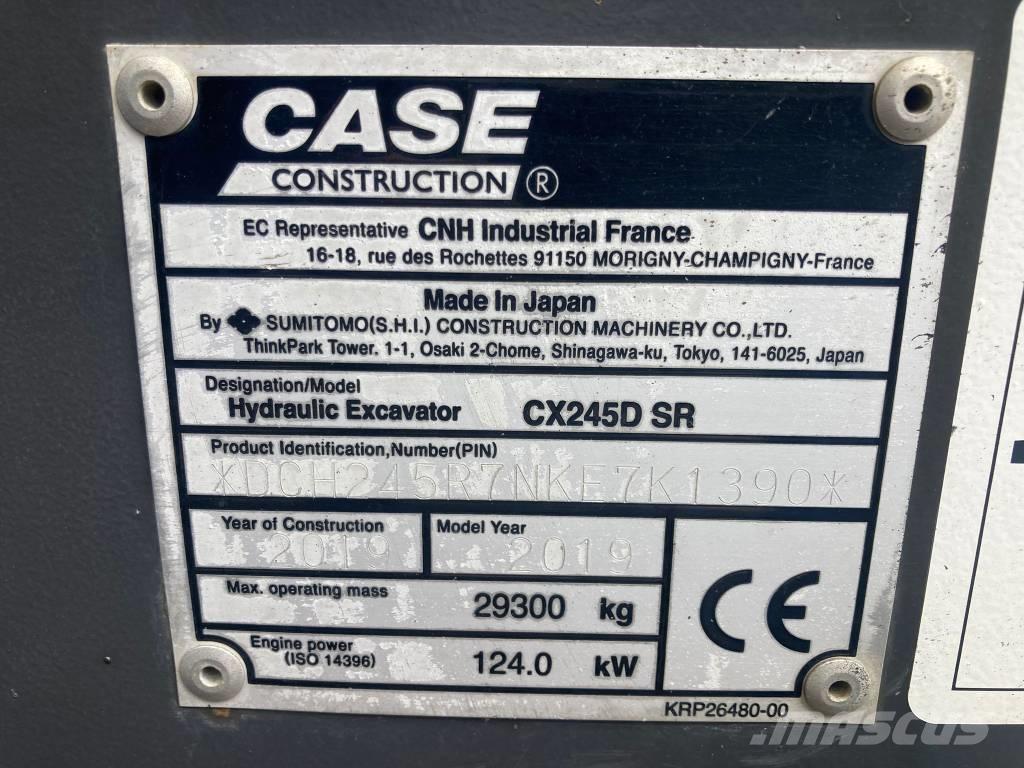 CASE
CONSTRUCTION ®
EC Representative CNH Industrial France
16-18, rue des Rochettes 91150 MORIGNY-CHAMPIGNY-France
Made In Japan
By SUMITOMO(S.H.I.) CONSTRUCTION MACHINERY CO.,LTD.
ThinkPark Tower. 1-1, Osaki 2-Chome, Shinagawa-ku, Tokyo, 141-6025, Japan
Designation/Model
Hydraulic Excavator CX245D SR
Product Identification,Number(PIN)
*DCH245R7NKE7K1390*
Year of Construction Model Year
2019 2019
Max. operating mass 29300 kg
Engine power
(ISO 14396) 124.0 kW
CE
KRP26480-00
MASCUS